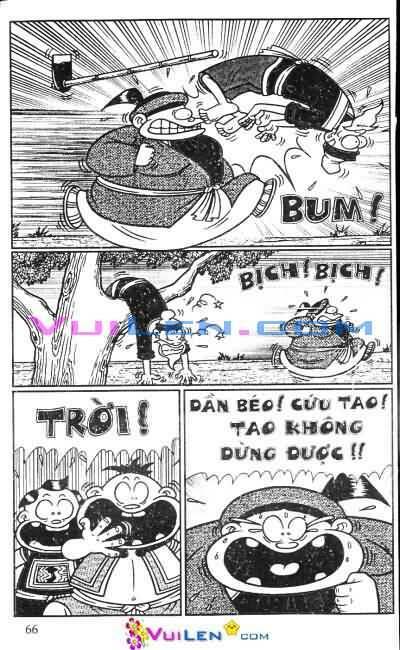 BUM!
BỊCH! BỊCH!
VUILEN.COM
TRỜI!
DẦN BÉO! CỨU TAO!
TAO KHÔNG
DỪNG ĐƯỢC!!
66
VUILEN.COM